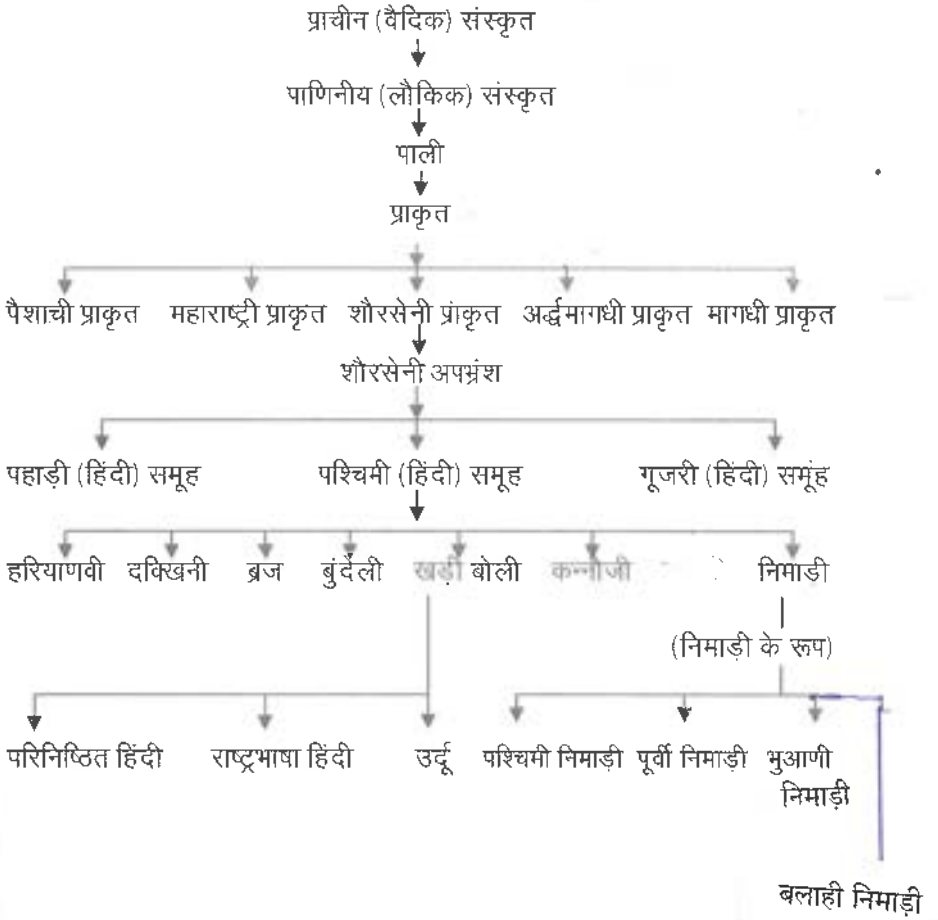 प्राचीन (वैदिक) संस्कृत
पाणिनीय (लौकिक) संस्कृत
पाली
प्राकृत
पैशाची प्राकृत महाराष्ट्री प्राकृत शौरसेनी प्राकृत अर्द्धमागधी प्राकृत मागधी प्राकृत
शौरसेनी अपभ्रंश
पहाड़ी (हिंदी) समूह पश्चिमी (हिंदी) समूह गूजरी (हिंदी) समूह
हरियाणवी दक्खिनी ब्रज बुंदेली खड़ी बोली कन्नौजी निमाड़ी
(निमाड़ी के रूप)
परिनिष्ठित हिंदी राष्ट्रभाषा हिंदी उर्दू पश्चिमी निमाड़ी पूर्वी निमाड़ी भुआणी
निमाड़ी
बलाही निमाड़ी